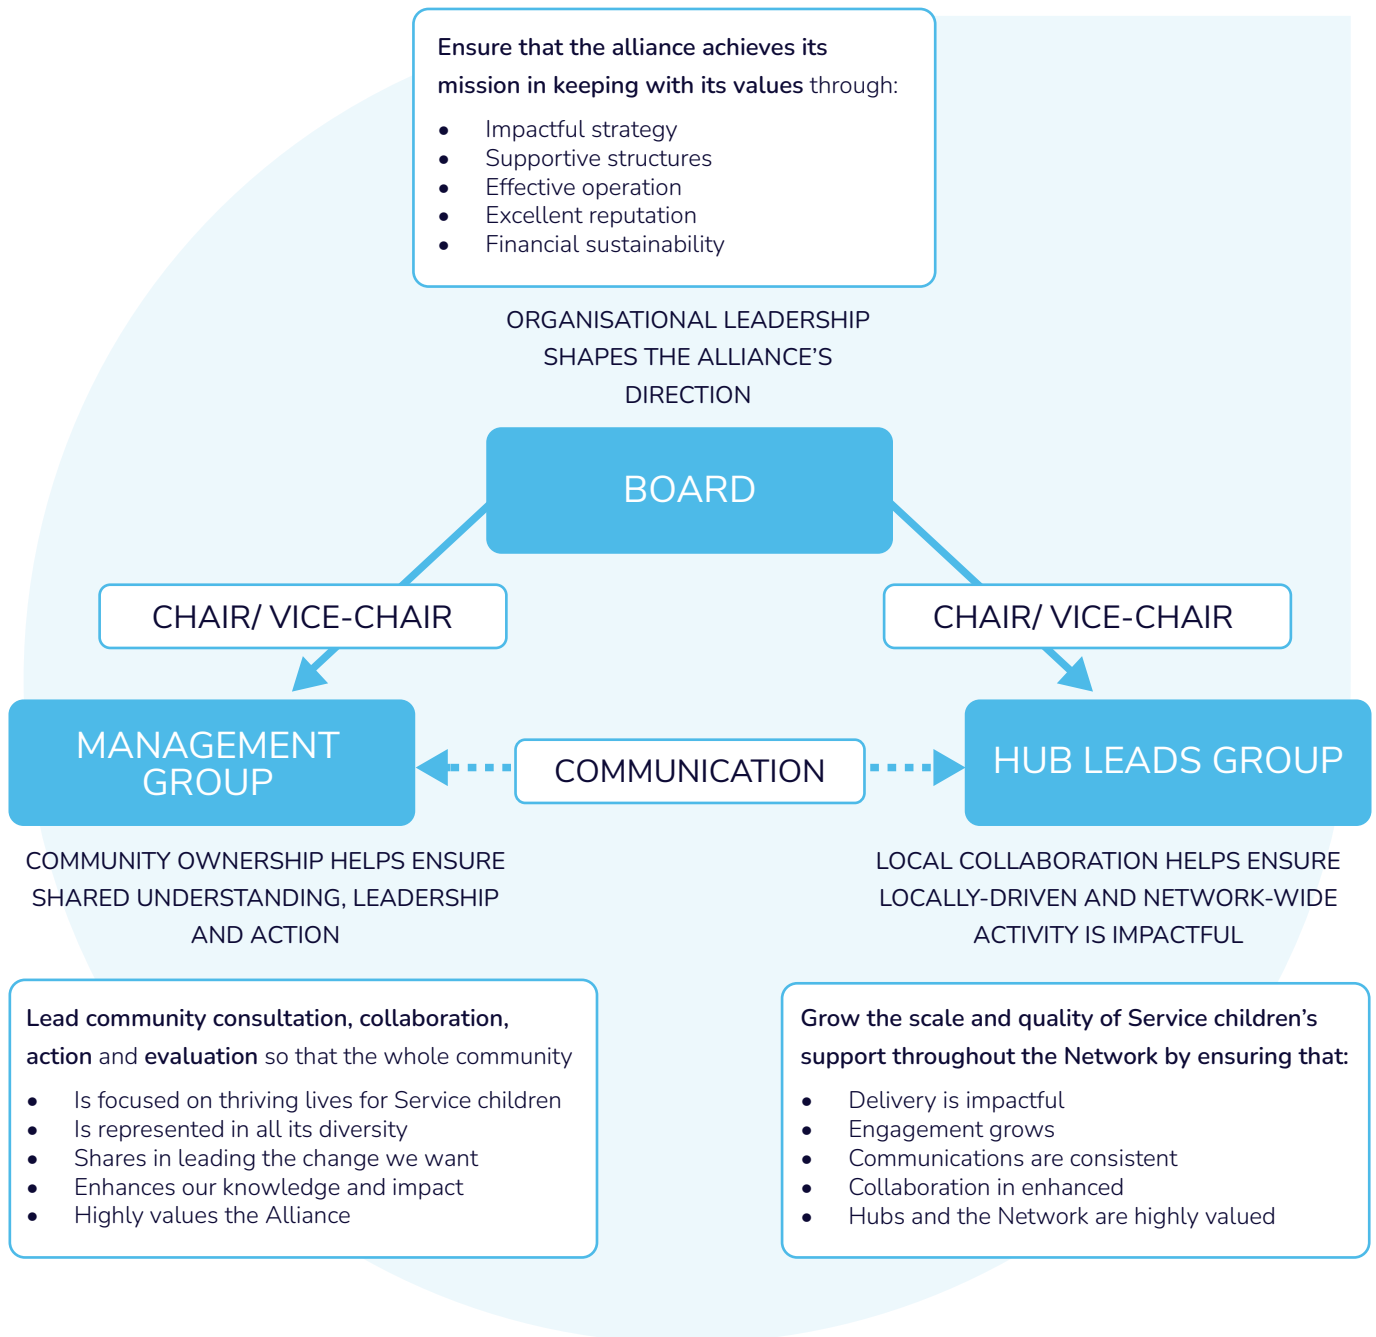 Ensure that the alliance achieves its
mission in keeping with its values through:
• Impactful strategy
• Supportive structures
• Effective operation
• Excellent reputation
• Financial sustainability
ORGANISATIONAL LEADERSHIP
SHAPES THE ALLIANCE’S
DIRECTION
BOARD
CHAIR/ VICE-CHAIR
CHAIR/ VICE-CHAIR
MANAGEMENT
GROUP
COMMUNICATION
HUB LEADS GROUP
COMMUNITY OWNERSHIP HELPS ENSURE
SHARED UNDERSTANDING, LEADERSHIP
AND ACTION
LOCAL COLLABORATION HELPS ENSURE
LOCALLY-DRIVEN AND NETWORK-WIDE
ACTIVITY IS IMPACTFUL
Lead community consultation, collaboration,
action and evaluation so that the whole community
• Is focused on thriving lives for Service children
• Is represented in all its diversity
• Shares in leading the change we want
• Enhances our knowledge and impact
• Highly values the Alliance
Grow the scale and quality of Service children’s
support throughout the Network by ensuring that:
• Delivery is impactful
• Engagement grows
• Communications are consistent
• Collaboration in enhanced
• Hubs and the Network are highly valued